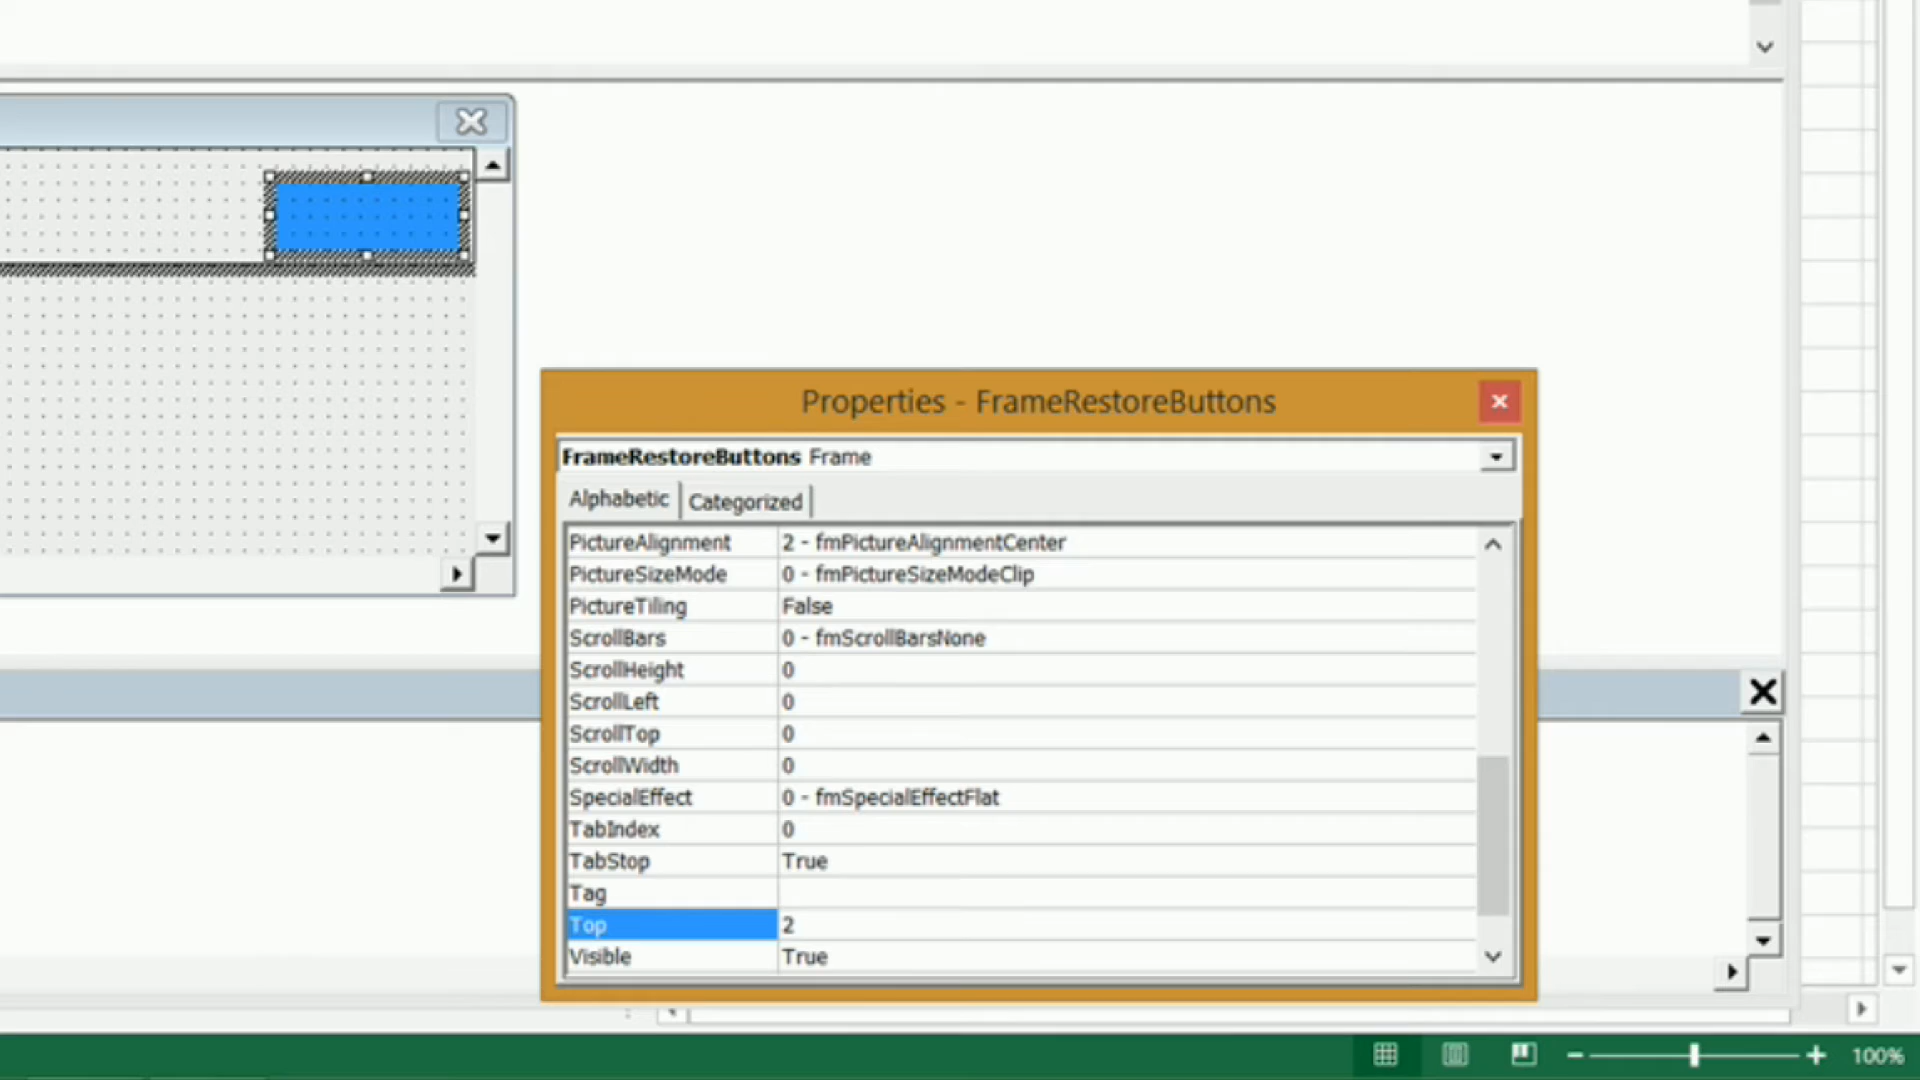 Properties - FrameRestoreButtons
FrameRestoreButtons Frame
Alphabetic Categorized
PictureAlignment 2 - fmPictureAlignmentCenter
PictureSizeMode 0 - fmPictureSizeModeClip
PictureTiling False
ScrollBars 0 - fmScrollBarsNone
ScrollHeight 0
ScrollLeft 0
ScrollTop 0
ScrollWidth 0
SpecialEffect 0 - fmSpecialEffectFlat
TabIndex 0
TabStop True
Tag
Top 2
Visible True
100%